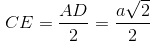 CE = \frac{AD}{2} = \frac{a\sqrt{2}}{2}